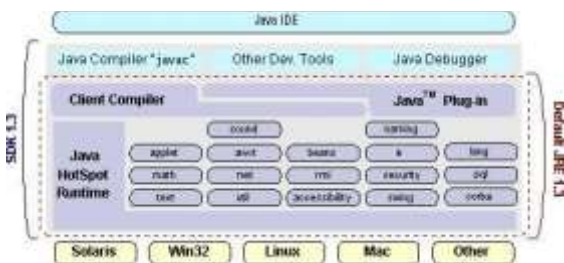 Java IDE
Java Compiler "javac" Other Dev. Tools Java Debugger
Client Compiler Java™ Plug-in
sound naming
Java HotSpot Runtime
applet awt beans lang
math net rmi security sql
text util accessibility swing corba
SDK 1.3
Default JRE 1.3
Solaris Win32 Linux Mac Other